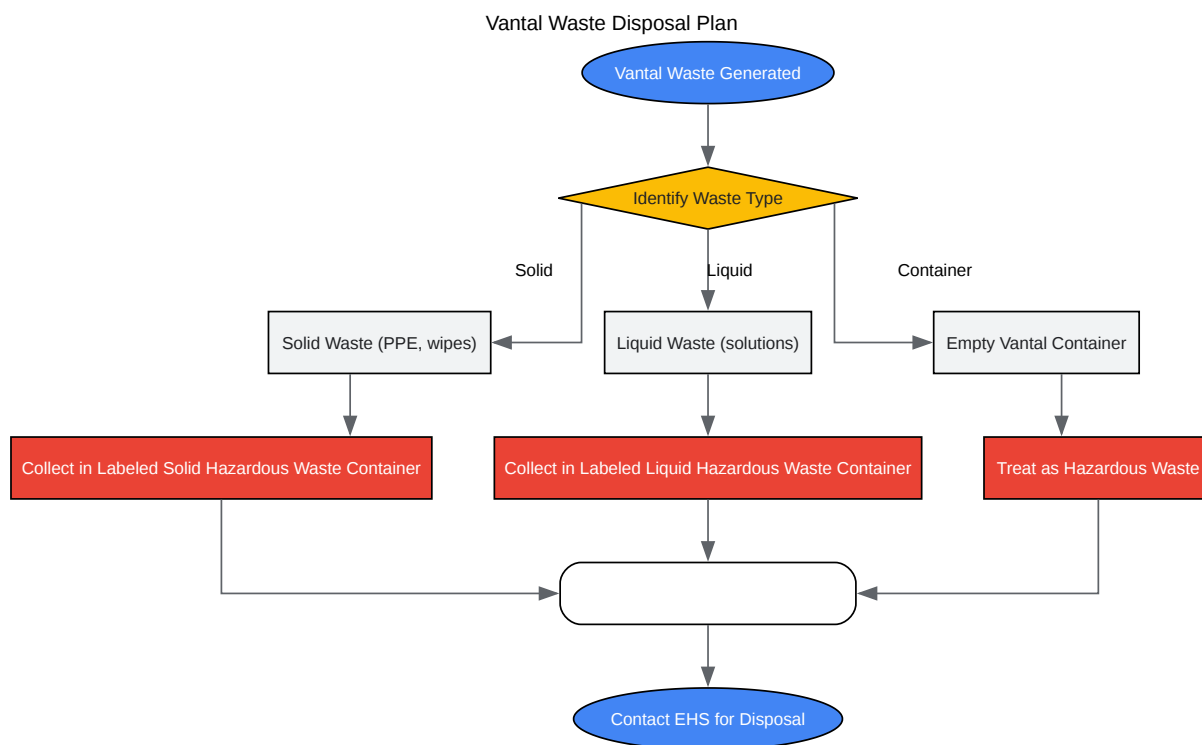 Vantal Waste Disposal Plan
Vantal Waste Generated
Identify Waste Type
Solid
Liquid
Container
Solid Waste (PPE, wipes)
Liquid Waste (solutions)
Empty Vantal Container
Collect in Labeled Solid Hazardous Waste Container
Collect in Labeled Liquid Hazardous Waste Container
Treat as Hazardous Waste
Contact EHS for Disposal